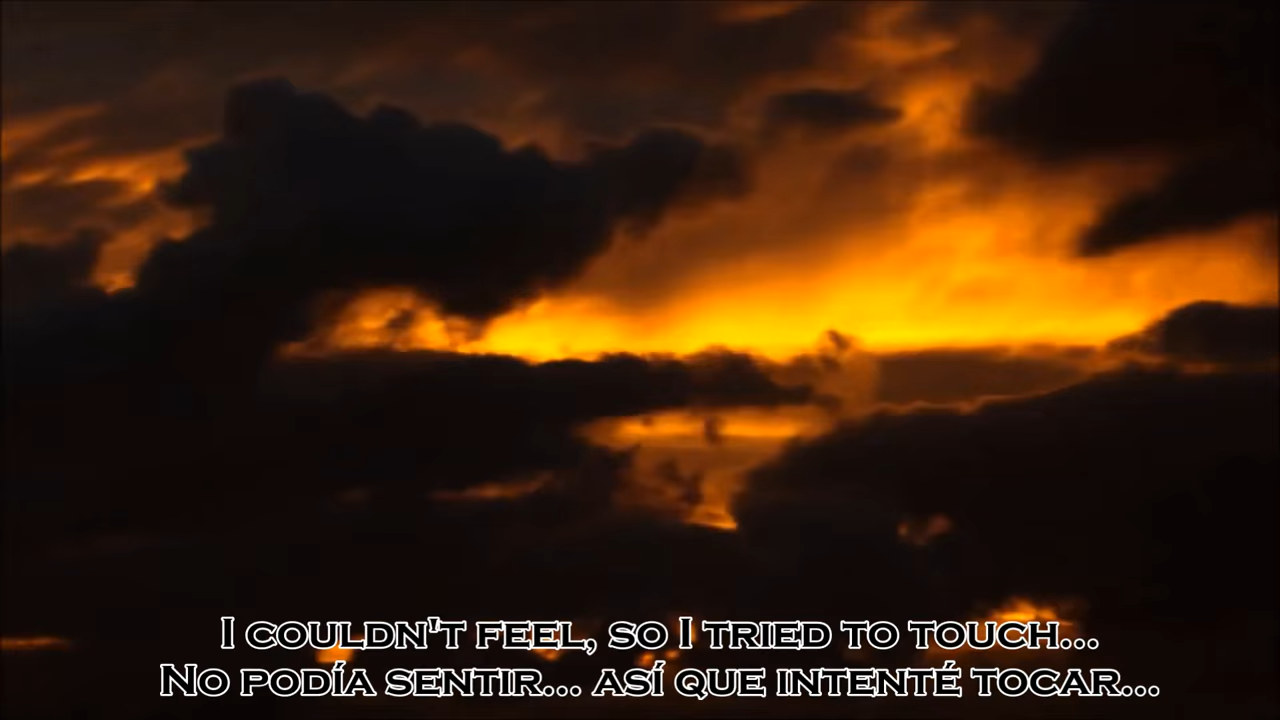 I couldn't feel, so I tried to touch...
No podía sentir... así que intenté tocar...